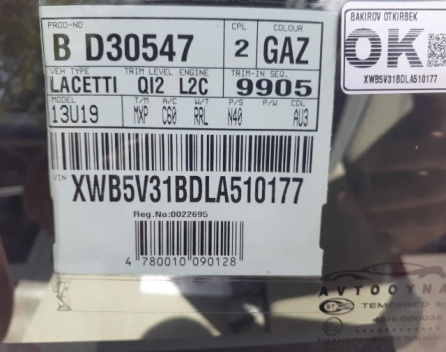 PROD-NO CPL COLOUR
B D30547 2 GAZ
VEH TYPE TRIM LEVEL ENGINE TRIM-IN SEQ.
LACETTI QI2 L2C 9905
MODEL T/M A/C W/T P/S P/W CDL
13U19 MXP C60 RRL N40 AU3
VIN
XWB5V31BDLA510177
Reg.No:0022695
4 780010 090128
BAKIROV OTKIRBEK
OK
XWB5V31BDLA510177
AVTOOYNA
TEMPERED
43R-000038